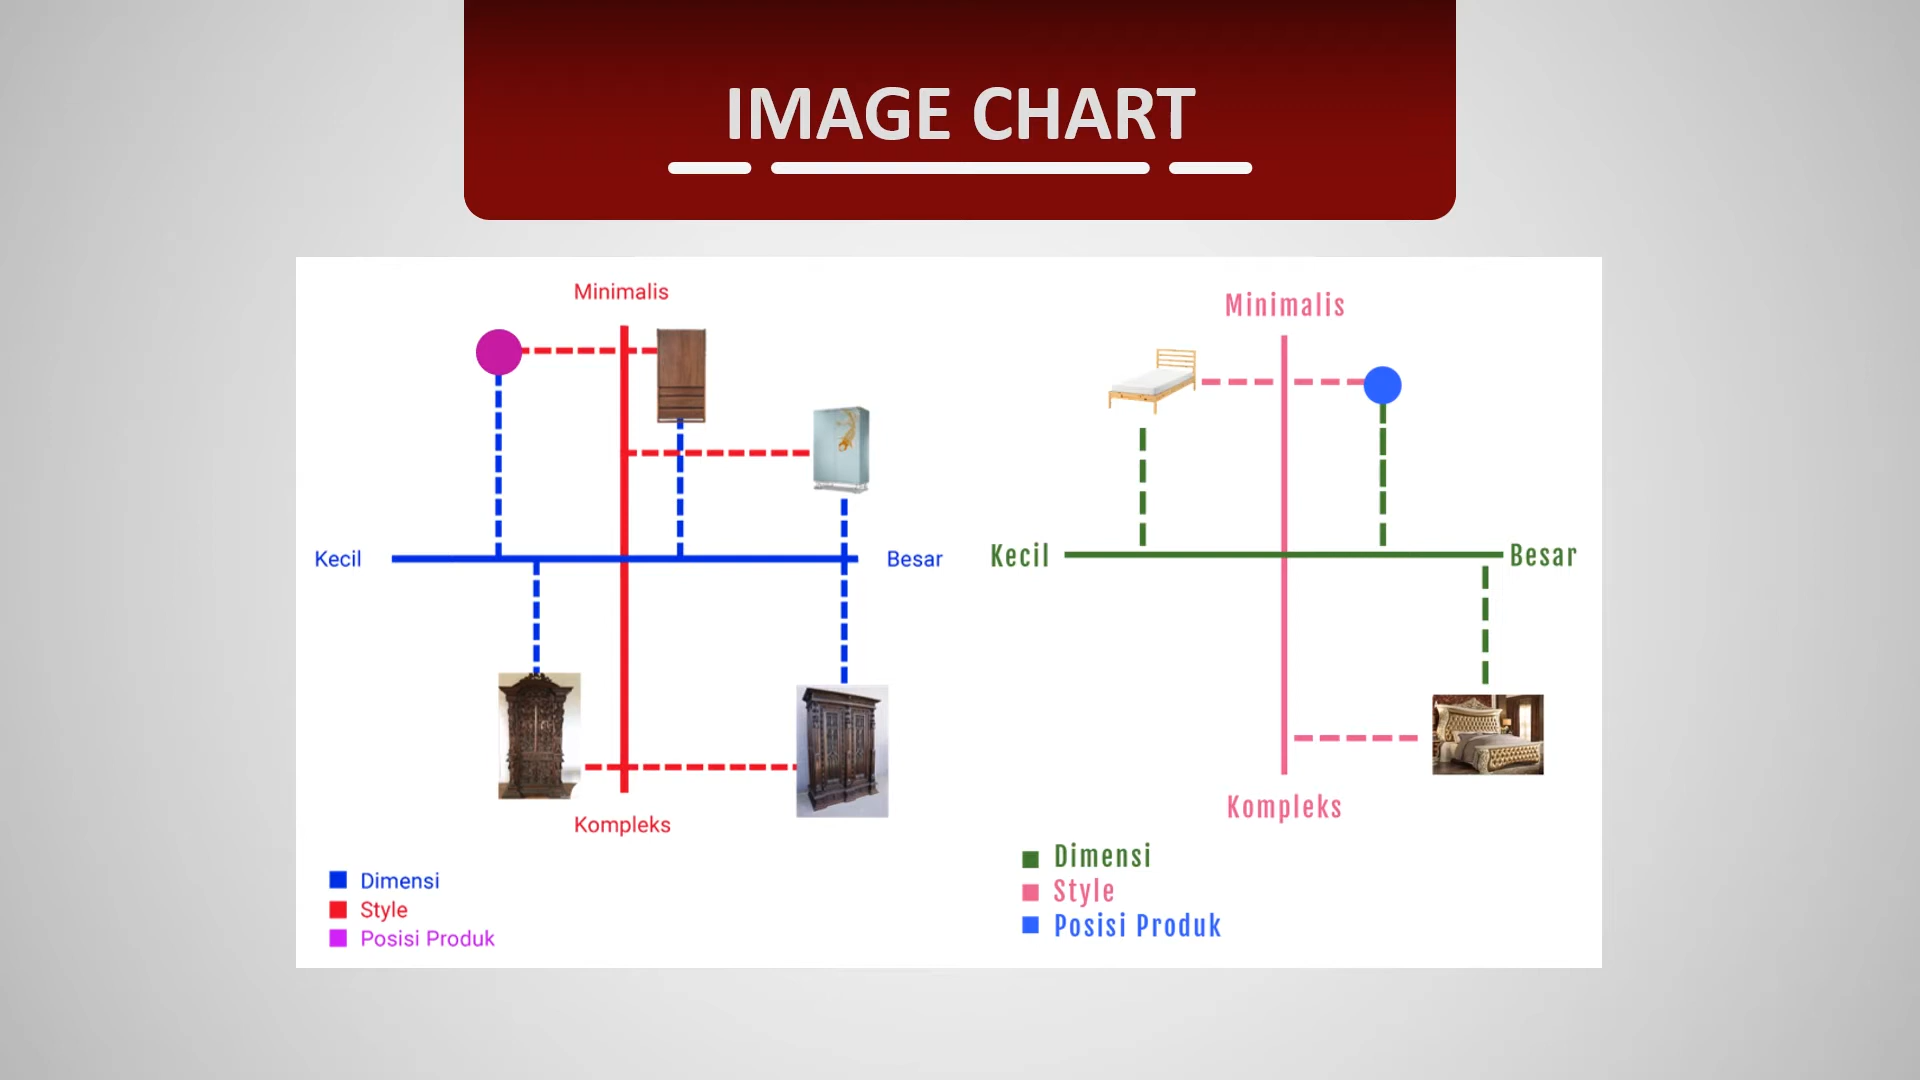 IMAGE CHART
Minimalis
Kecil
Besar
Kompleks
Dimensi
Style
Posisi Produk
Minimalis
Kecil
Besar
Kompleks
Dimensi
Style
Posisi Produk